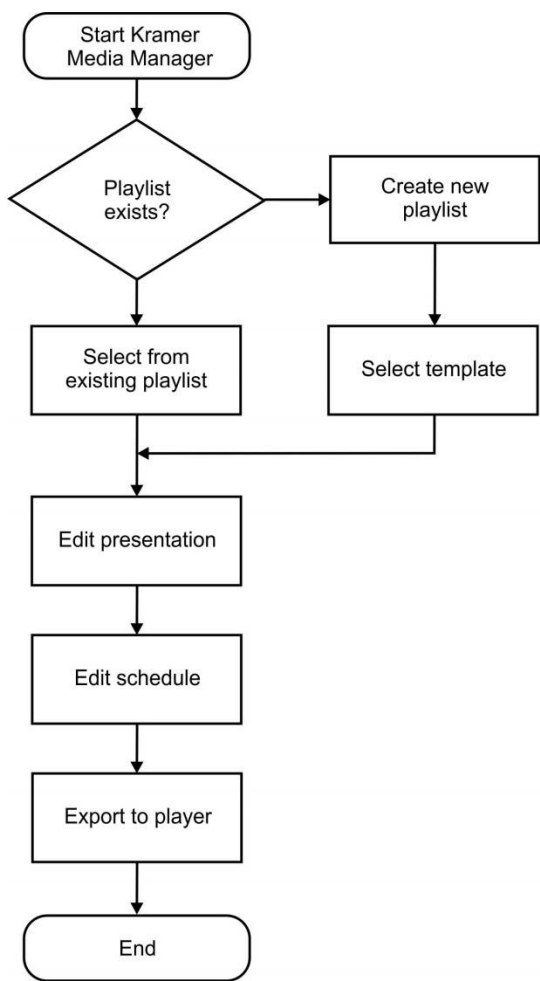 Start Kramer
Media Manager
Playlist
exists?
Create new
playlist
Select from
existing playlist
Select template
Edit presentation
Edit schedule
Export to player
End